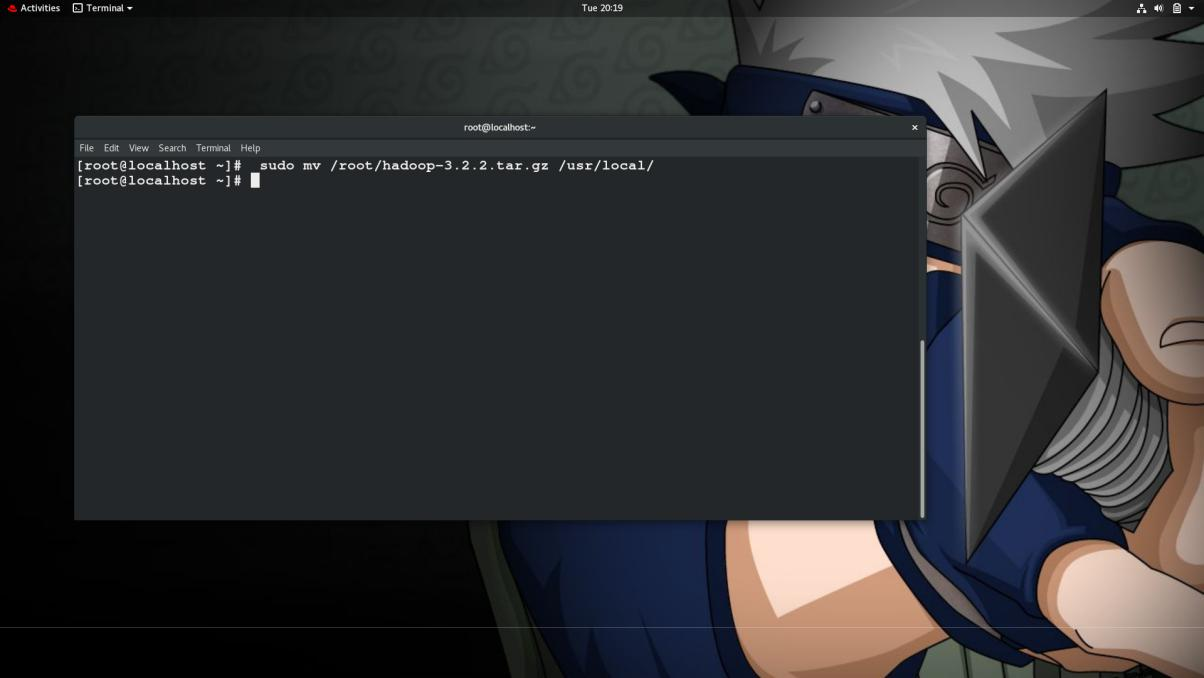 Activities Terminal Tue 20:19
root@localhost:~
File Edit View Search Terminal Help
[root@localhost ~]#  sudo mv /root/hadoop-3.2.2.tar.gz /usr/local/
[root@localhost ~]#